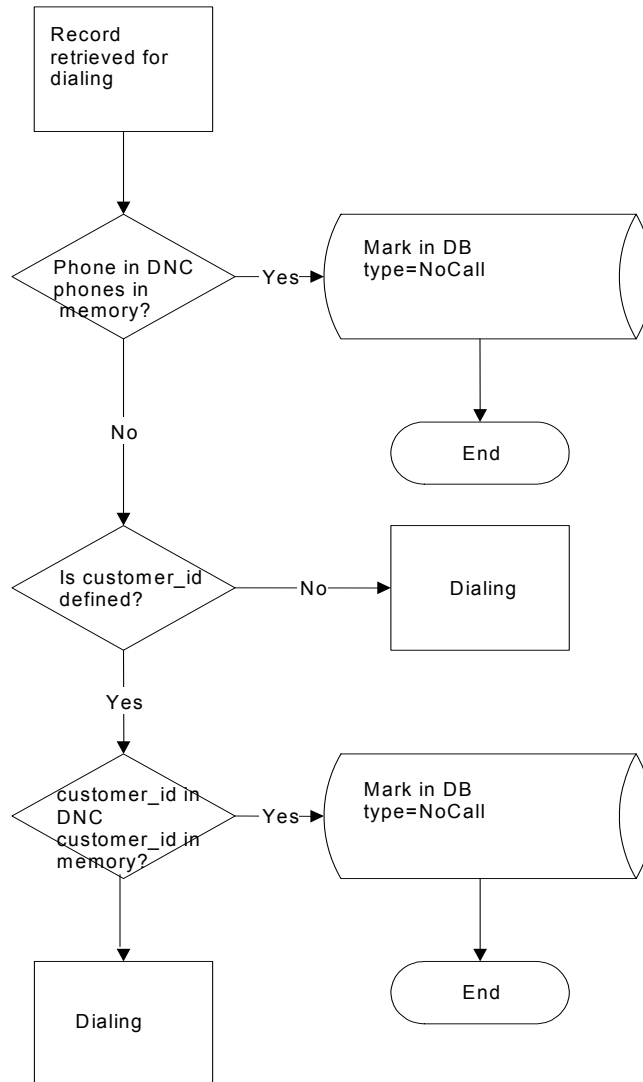 Record
retrieved for
dialing
Phone in DNC
phones in
memory?
Yes
Mark in DB
type=NoCall
No
End
Is customer_id
defined?
No
Dialing
Yes
customer_id in
DNC
customer_id in
memory?
Yes
Mark in DB
type=NoCall
Dialing
End